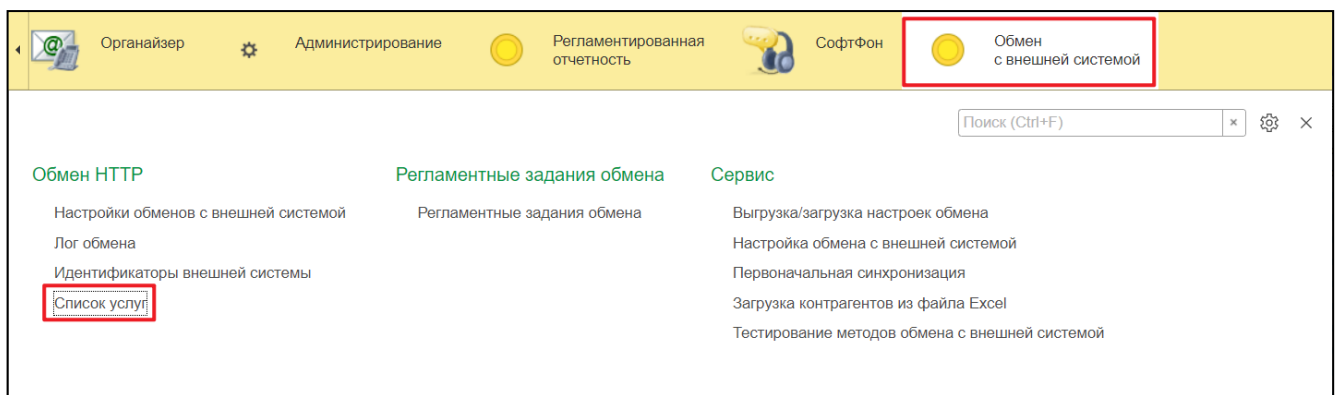 Органайзер
Администрирование
Регламентированная
отчетность
СофтФон
Обмен
с внешней системой
Поиск (Ctrl+F)
Обмен HTTP
Настройки обменов с внешней системой
Лог обмена
Идентификаторы внешней системы
Список услуг
Регламентные задания обмена
Регламентные задания обмена
Сервис
Выгрузка/загрузка настроек обмена
Настройка обмена с внешней системой
Первоначальная синхронизация
Загрузка контрагентов из файла Excel
Тестирование методов обмена с внешней системой